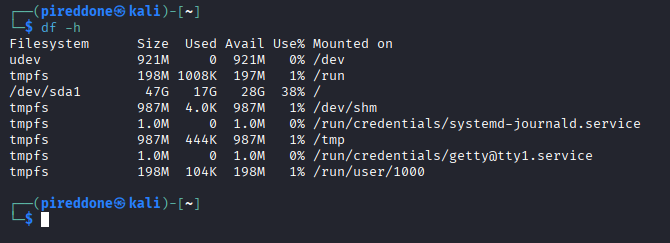 ┌──(pireddone㉿kali)-[~]
└─$ df -h
Filesystem      Size  Used Avail Use% Mounted on
udev            921M     0  921M   0% /dev
tmpfs           198M 1008K  197M   1% /run
/dev/sda1        47G   17G   28G  38% /
tmpfs           987M  4.0K  987M   1% /dev/shm
tmpfs           1.0M     0  1.0M   0% /run/credentials/systemd-journald.service
tmpfs           987M  444K  987M   1% /tmp
tmpfs           1.0M     0  1.0M   0% /run/credentials/getty@tty1.service
tmpfs           198M  104K  198M   1% /run/user/1000
┌──(pireddone㉿kali)-[~]
└─$